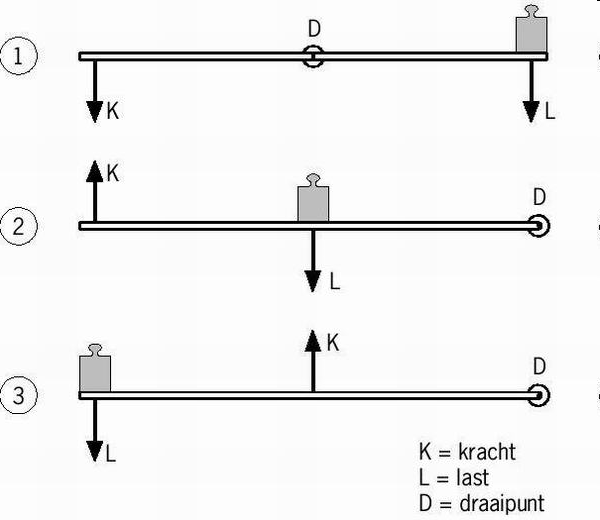 D
1
K
L
K
D
2
L
K
D
3
L
K = kracht
L = last
D = draaipunt